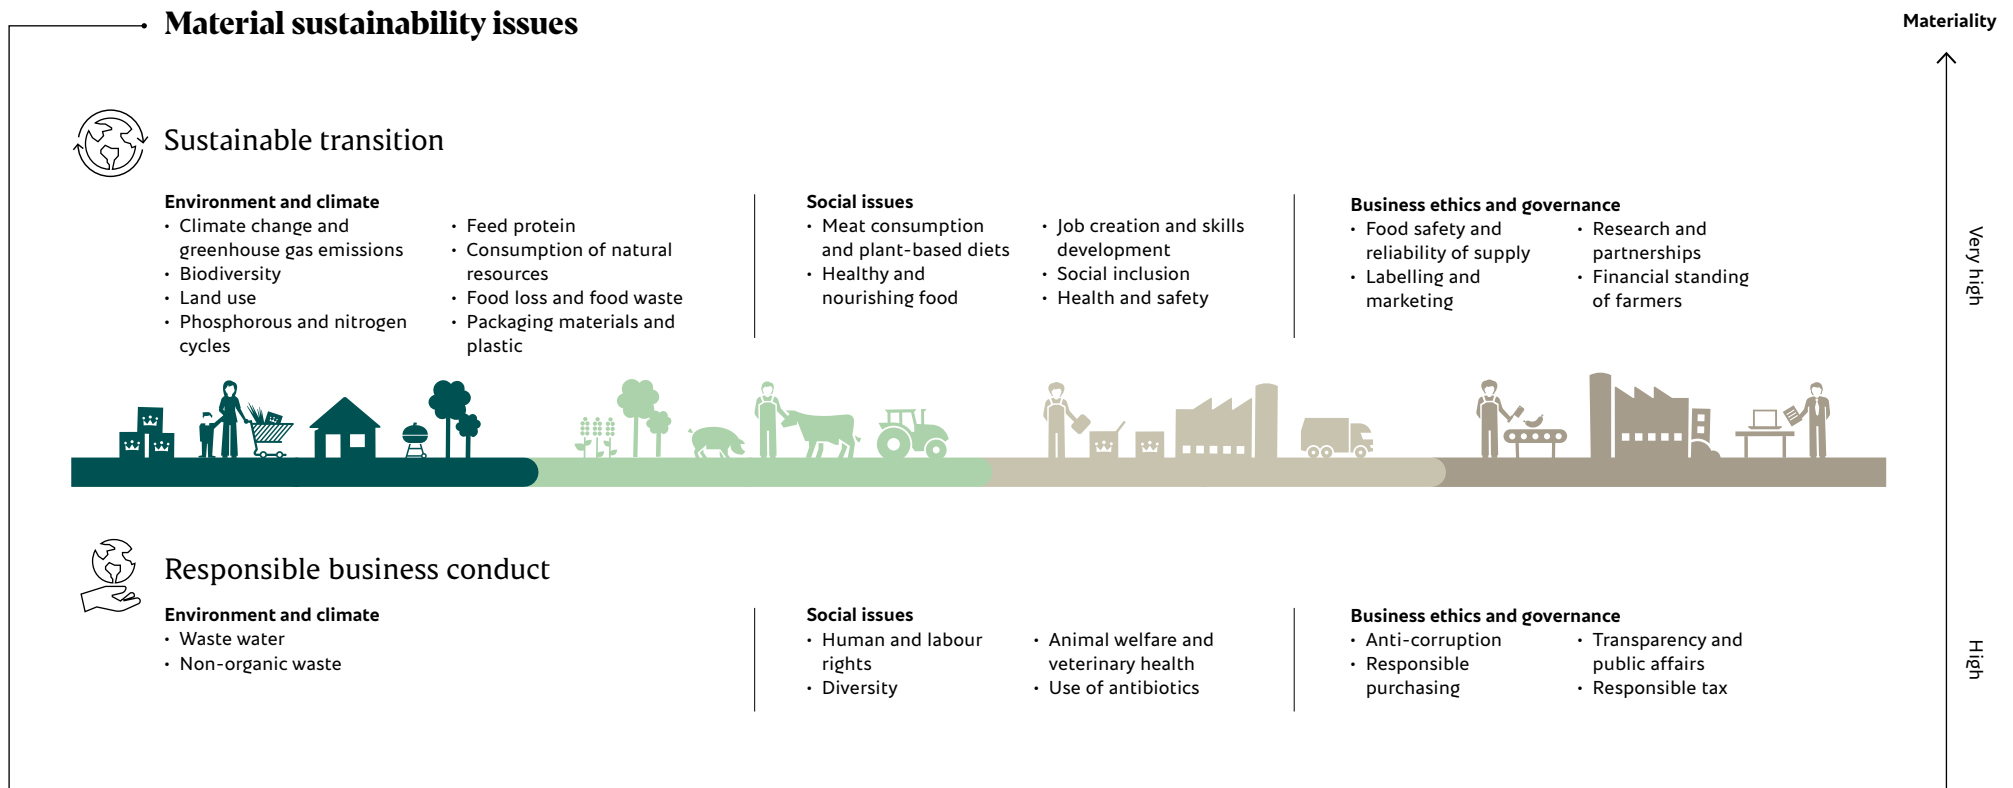 Material sustainability issues
Materiality
Sustainable transition
Environment and climate
• Climate change and
greenhouse gas emissions
• Biodiversity
• Land use
• Phosphorous and nitrogen
cycles
• Feed protein
• Consumption of natural
resources
• Food loss and food waste
• Packaging materials and
plastic
Social issues
• Meat consumption
and plant-based diets
• Healthy and
nourishing food
• Job creation and skills
development
• Social inclusion
• Health and safety
Business ethics and governance
• Food safety and
reliability of supply
• Labelling and
marketing
• Research and
partnerships
• Financial standing
of farmers
Very high
Responsible business conduct
Environment and climate
• Waste water
• Non-organic waste
Social issues
• Human and labour
rights
• Diversity
• Animal welfare and
veterinary health
• Use of antibiotics
Business ethics and governance
• Anti-corruption
• Responsible
purchasing
• Transparency and
public affairs
• Responsible tax
High